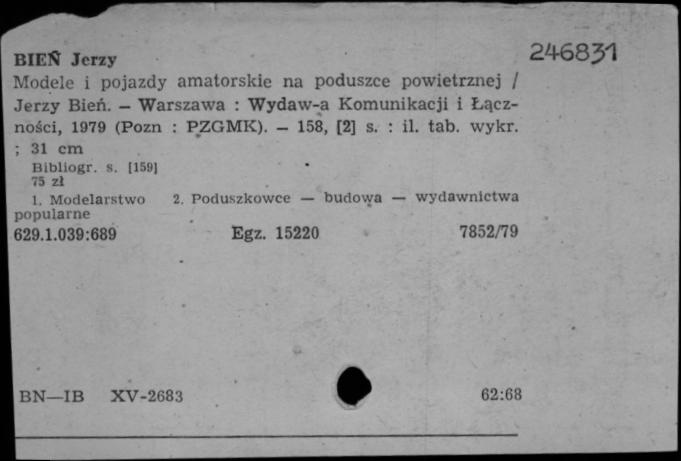 246831
BIEŃ Jerzy
Modele i pojazdy amatorskie na poduszce powietrznej /
Jerzy Bień. — Warszawa : Wydaw-a Komunikacji i Łącz-
ności, 1979 (Pozn : PZGMK). — 158, [2] s. : il. tab. wykr.
; 31 cm
Bibliogr. s. [159]
75 zł
1. Modelarstwo 2. Poduszkowce — budowa — wydawnictwa
popularne
629.1.039:689 Egz. 15220 7852/79
BN—IB XV-2683 62:68